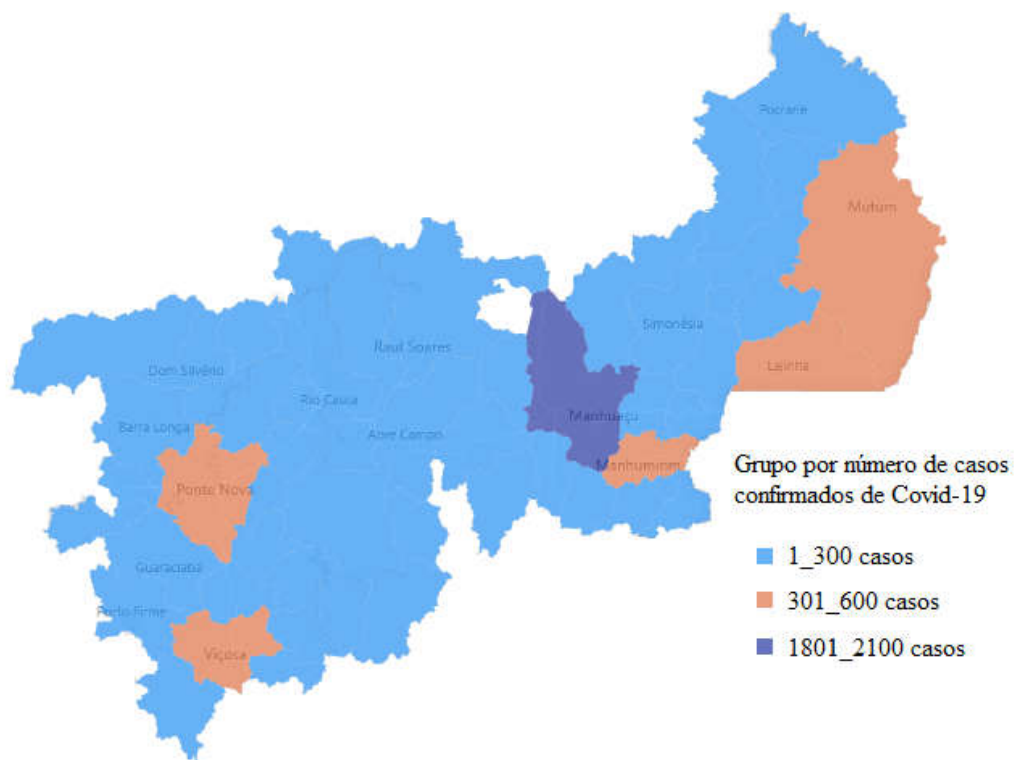 Pocrane
Mutum
Simonésia
Raul Soares
Lajinha
Dom Silvério
Rio Casca
Abre Campo
Manhuaçu
Barra Longa
Manhumirim
Ponte Nova
Grupo por número de casos
confirmados de Covid-19
1_300 casos
Guaraciaba
301_600 casos
Porto Firme
1801_2100 casos
Viçosa